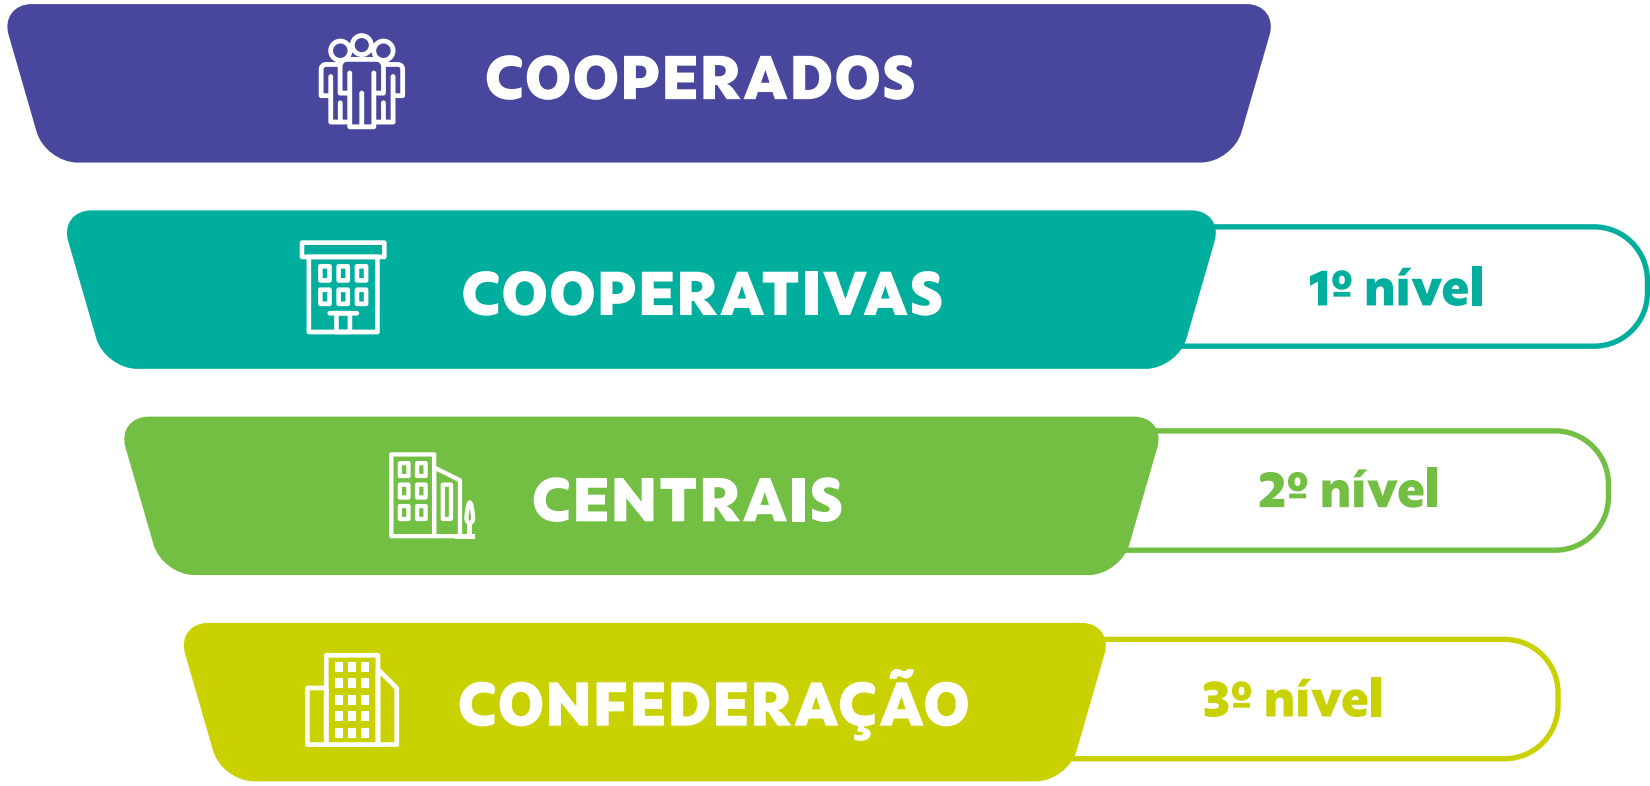 COOPERADOS
COOPERATIVAS
1º nível
CENTRAIS
2º nível
CONFEDERAÇÃO
3º nível